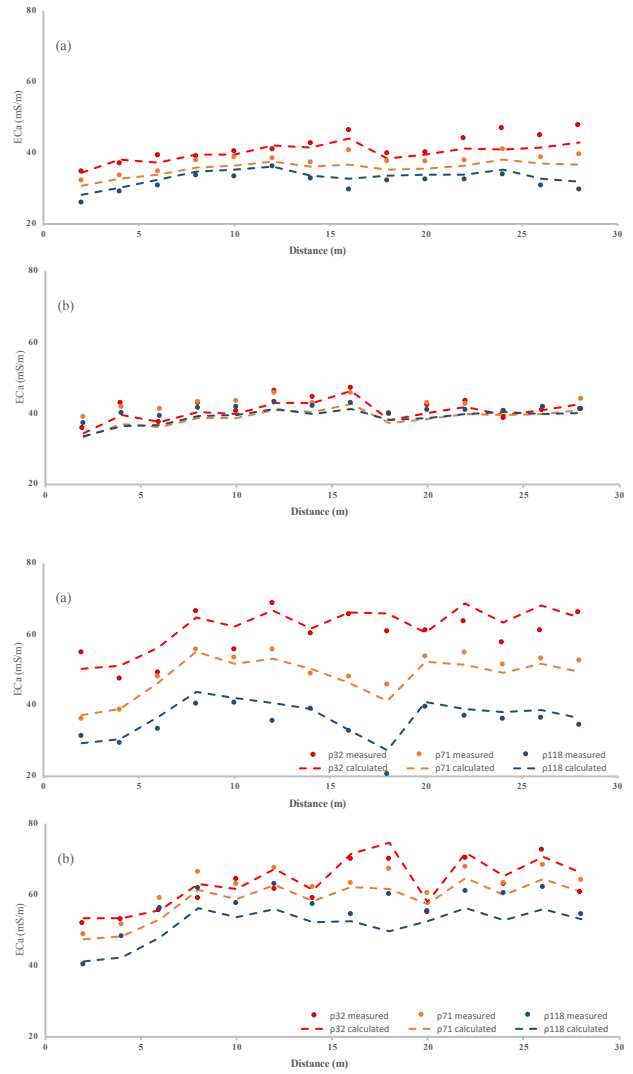 80
(a)
60
ECa (mS/m)
40
20
0 5 10 15 20 25 30
Distance (m)
80
(b)
60
ECa (mS/m)
40
20
0 5 10 15 20 25 30
Distance (m)
80
(a)
60
ECa (mS/m)
40
ρ32 measured ρ71 measured ρ118 measured
ρ32 calculated ρ71 calculated ρ118 calculated
20
0 5 10 15 20 25 30
Distance (m)
80
(b)
60
ECa (mS/m)
40
ρ32 measured ρ71 measured ρ118 measured
ρ32 calculated ρ71 calculated ρ118 calculated
20
0 5 10 15 20 25 30
Distance (m)